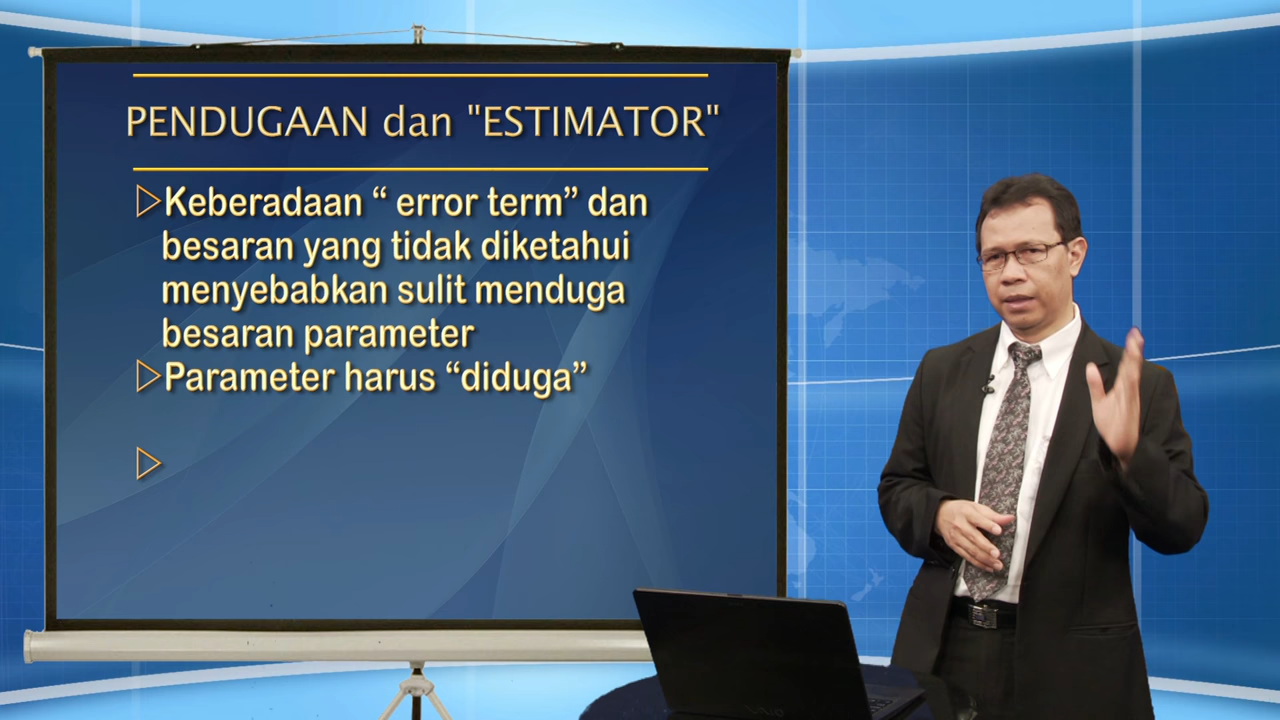 PENDUGAAN dan "ESTIMATOR"
Keberadaan “ error term” dan
besaran yang tidak diketahui
menyebabkan sulit menduga
besaran parameter
Parameter harus “diduga”